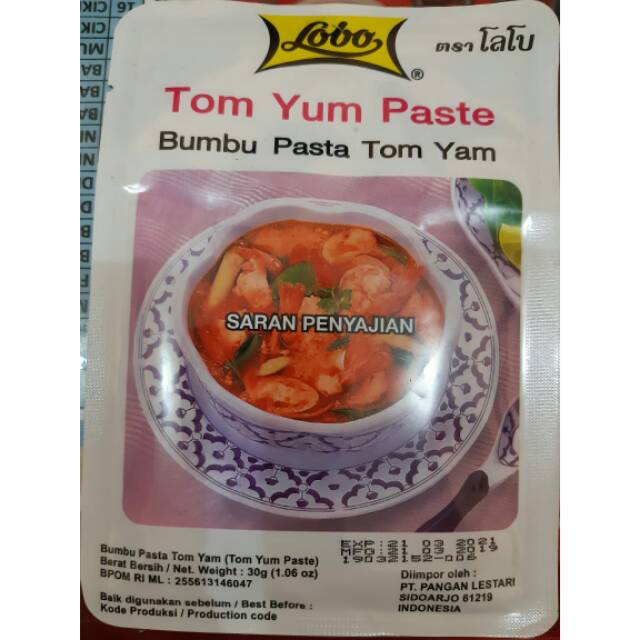 Lobo
®
ตรา โลโบ
Tom Yum Paste
Bumbu Pasta Tom Yam
SARAN PENYAJIAN
Bumbu Pasta Tom Yam (Tom Yum Paste)
Berat Bersih / Net. Weight : 30g (1.06 oz)
BPOM RI ML : 255613146047
Baik digunakan sebelum / Best Before :
Kode Produksi / Production code
Diimpor oleh :
PT. PANGAN LESTARI
SIDOARJO 61219
INDONESIA